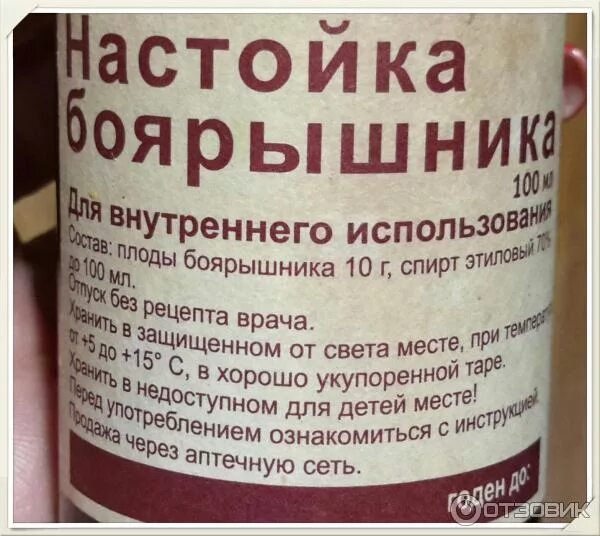 Настойка
боярышника
100 мл
Для внутреннего использования
Состав: плоды боярышника 10 г, спирт этиловый 70%
до 100 мл.
Отпуск без рецепта врача.
Хранить в защищенном от света месте, при
от +5 до +15° С, в хорошо укупоренной таре.
Хранить в недоступном для детей месте!
Перед употреблением ознакомиться с инструкцией.
Продажа через аптечную сеть.
годен до:
ОТЗОВИК